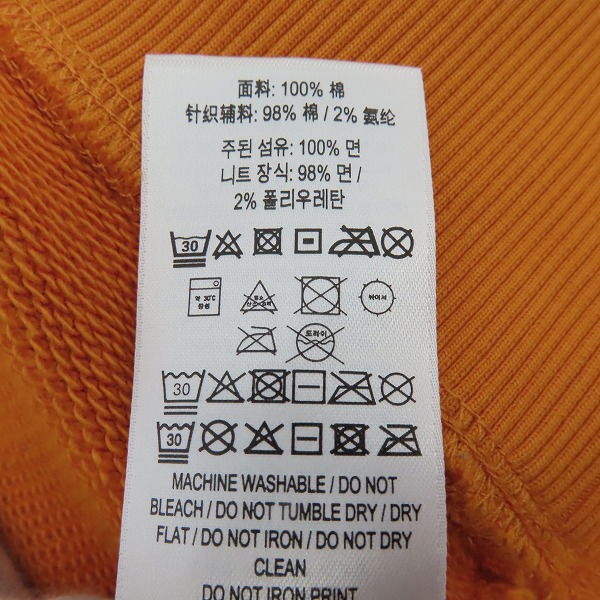 面料: 100% 棉
针织辅料: 98% 棉 / 2% 氨纶
주된 섬유: 100% 면
니트 장식: 98% 면 /
2% 폴리우레탄
30
약 30℃
중성
염소
산소 표백
뉘어서
드라이
30
30
MACHINE WASHABLE / DO NOT
BLEACH / DO NOT TUMBLE DRY / DRY
FLAT / DO NOT IRON / DO NOT DRY
CLEAN
DO NOT IRON PRINT